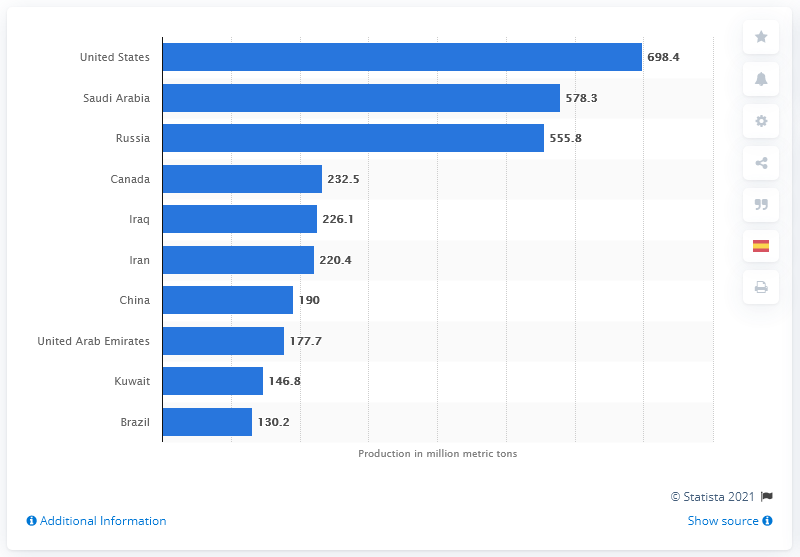 United States 698.4
Saudi Arabia 578.3
Russia 555.8
Canada 232.5
Iraq 226.1
Iran 220.4
China 190
United Arab Emirates 177.7
Kuwait 146.8
Brazil 130.2
Production in million metric tons
© Statista 2021
Additional Information Show source